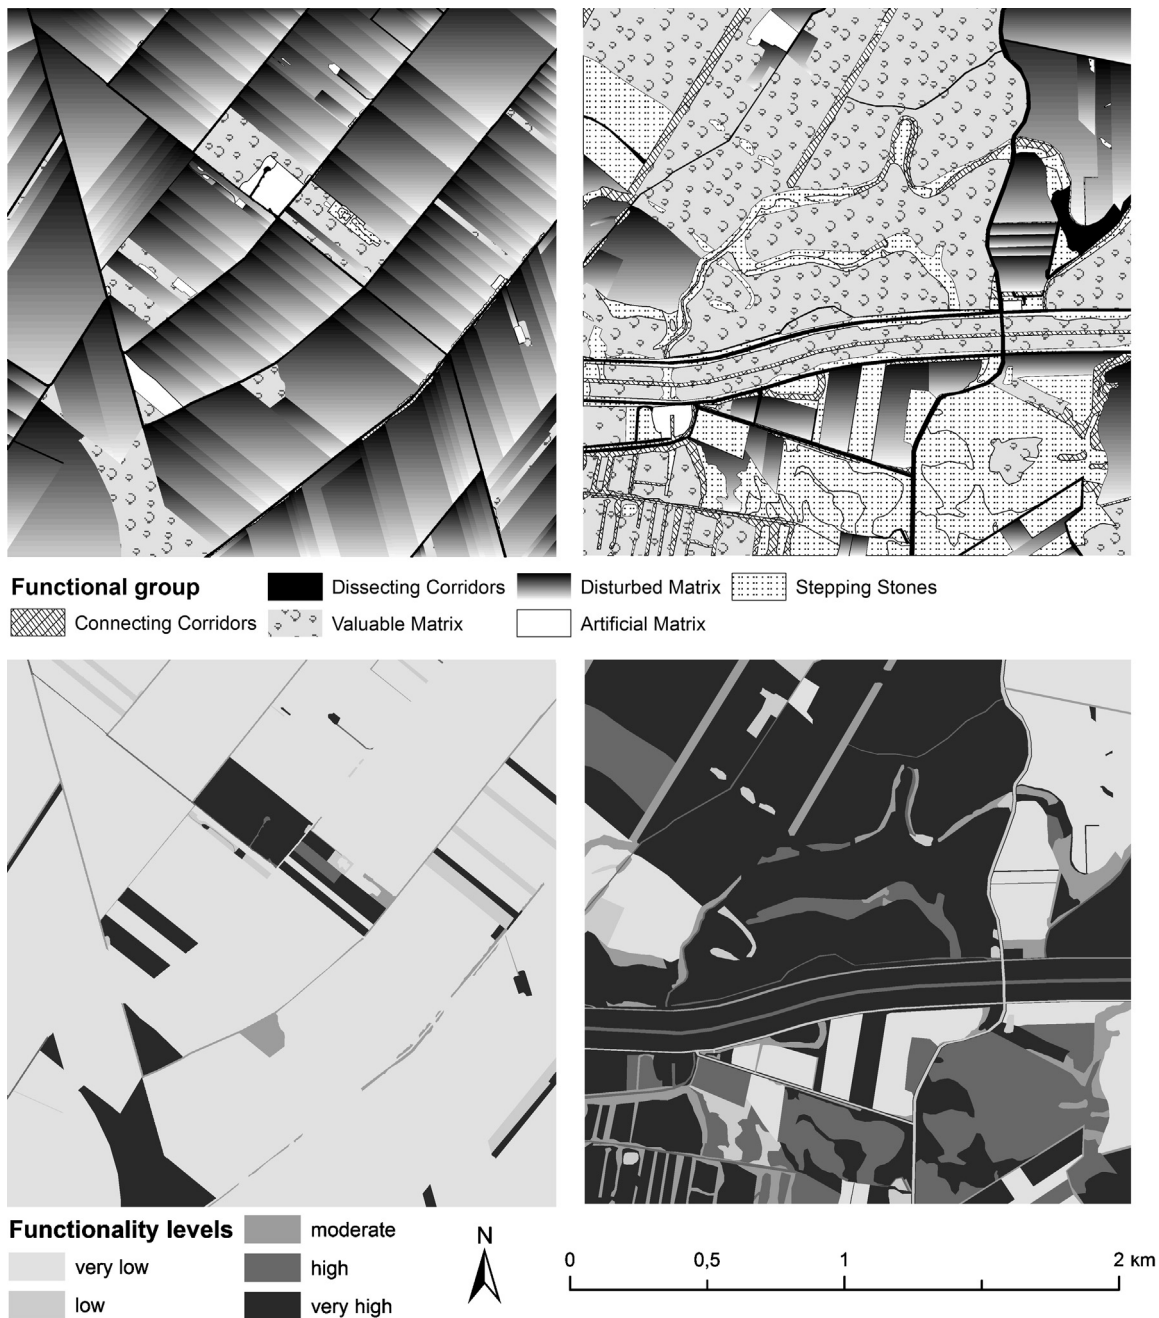 Functional group
Dissecting Corridors
Disturbed Matrix
Stepping Stones
Connecting Corridors
Valuable Matrix
Artificial Matrix
Functionality levels
moderate
very low
high
low
very high
N
0 0,5 1 2 км